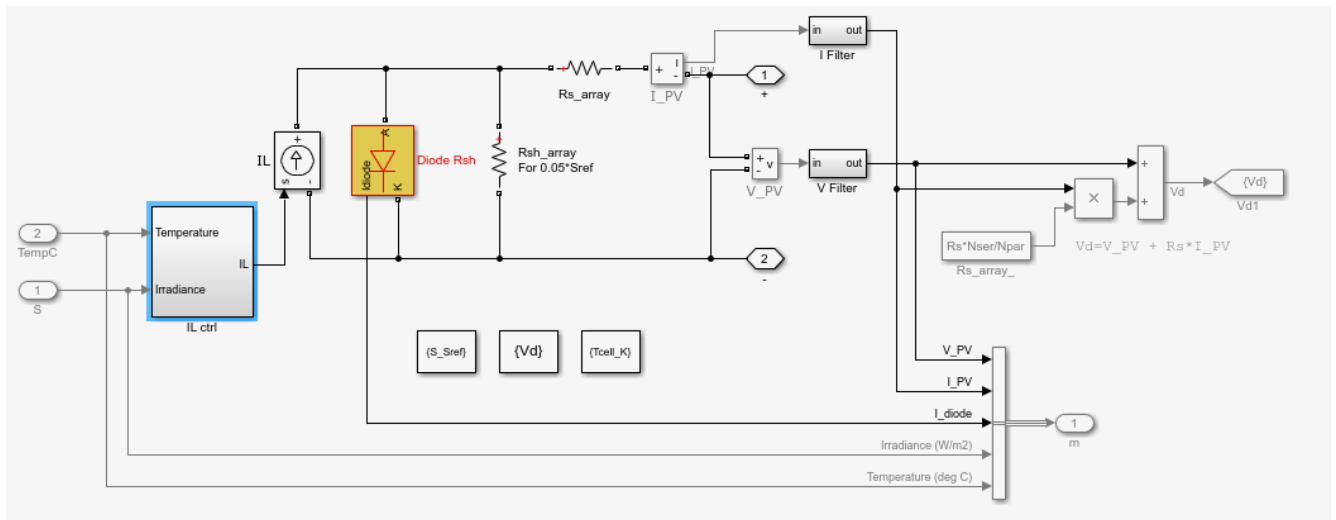 in out
I Filter
+ I - I_PV
I_PV
1
+
Rs_array
IL
+
s -
A
Idiode K
Diode Rsh
Rsh_array
For 0.05*Sref
+ v -
V_PV
in out
V Filter
+
+
×
Vd
{Vd}
Vd1
Rs*Nser/Npar
Rs_array_
Vd=V_PV + Rs*I_PV
2
TempC
1
S
Temperature
IL
Irradiance
IL ctrl
2
-
{S_Sref}
{Vd}
{Tcell_K}
V_PV
I_PV
I_diode
Irradiance (W/m2)
Temperature (deg C)
1
m